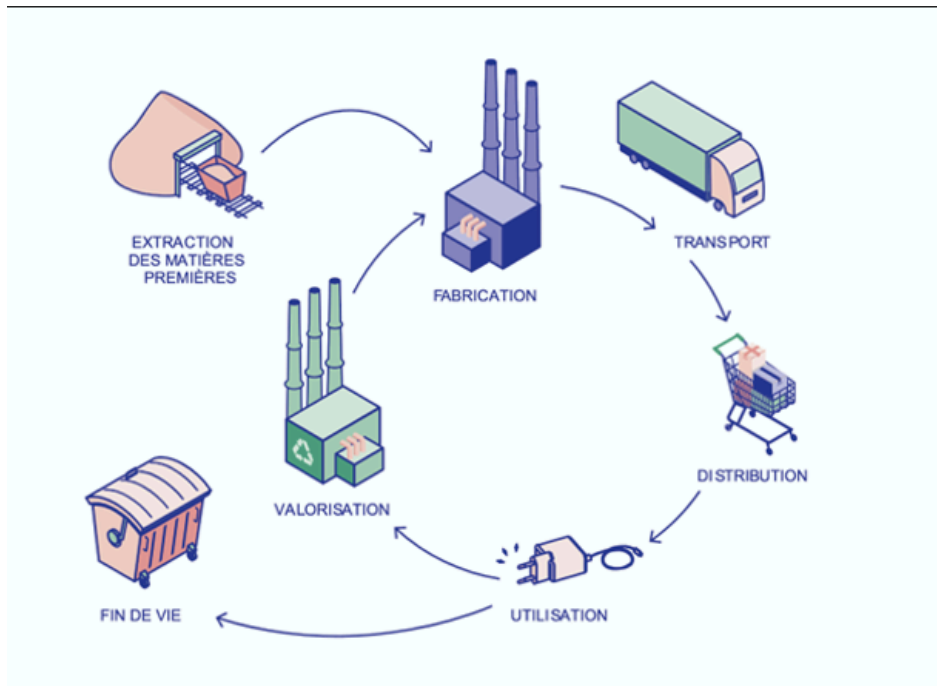 EXTRACTION
DES MATIÈRES
PREMIÈRES
FABRICATION
TRANSPORT
DISTRIBUTION
UTILISATION
VALORISATION
FIN DE VIE